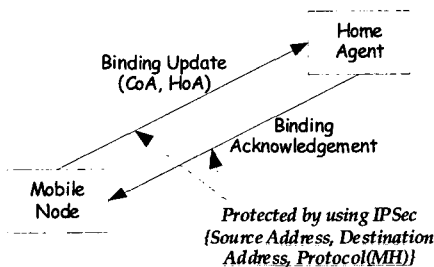 Home
Agent
Binding Update
(CoA, HoA)
Binding
Acknowledgement
Mobile
Node
Protected by using IPSec
{Source Address, Destination
Address, Protocol(MH)}